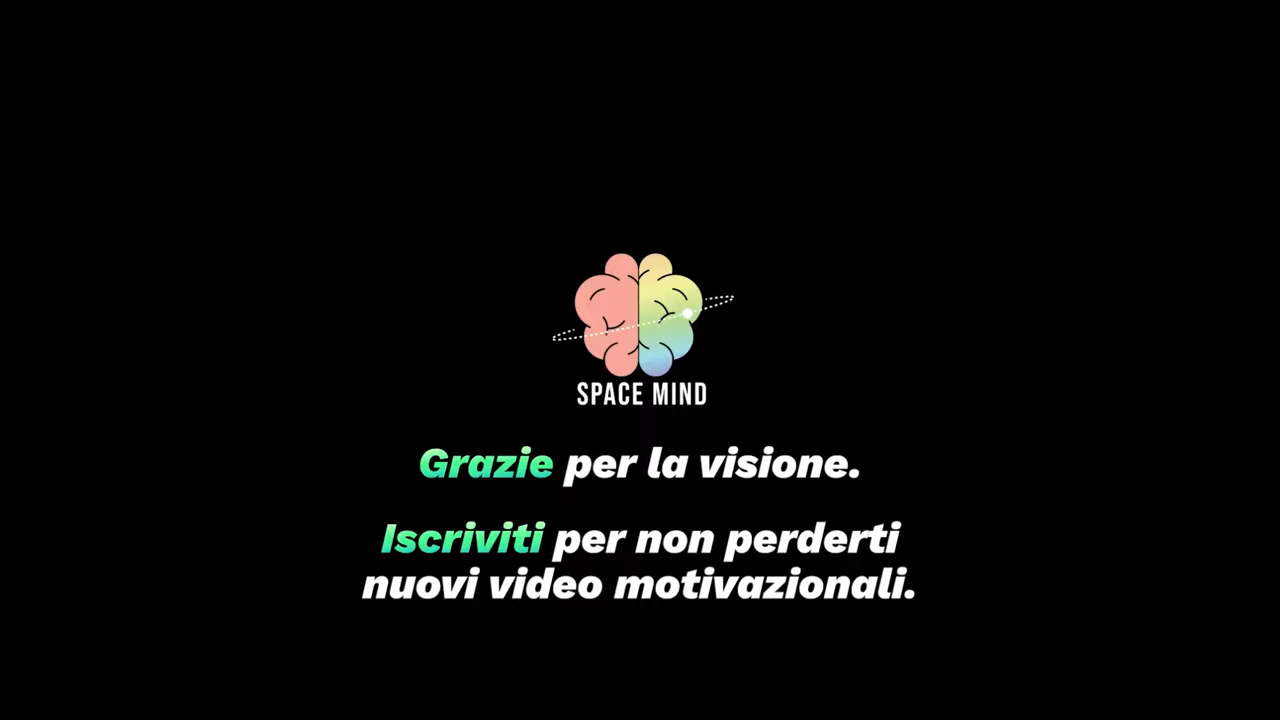 SPACE MIND
Grazie per la visione.
Iscriviti per non perderti
nuovi video motivazionali.